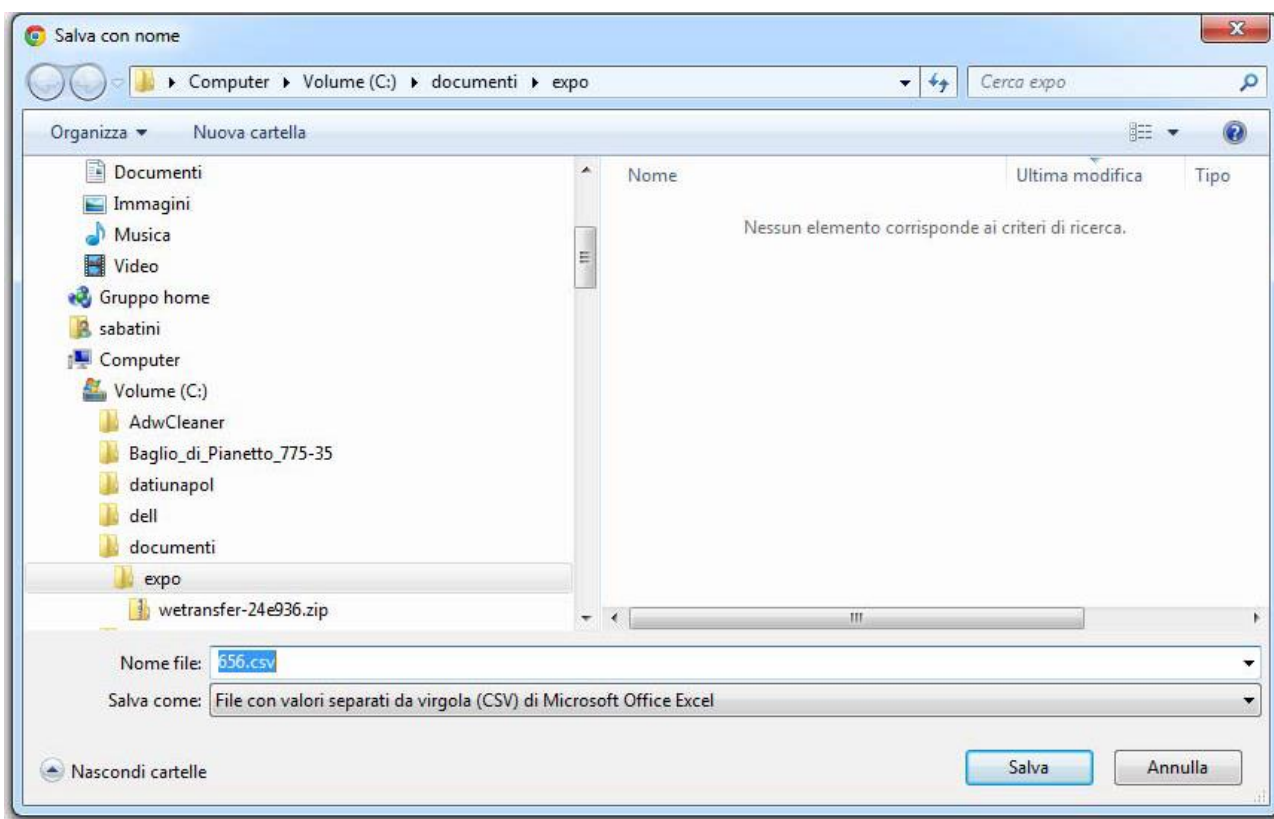 Salva con nome
Computer Volume (C:) documenti expo Cerca expo
Organizza Nuova cartella
Documenti
Immagini
Musica
Video
Gruppo home
sabatini
Computer
Volume (C:)
AdwCleaner
Baglio_di_Pianetto_775-35
datiunapol
dell
documenti
expo
wetransfer-24e936.zip
Nome Ultima modifica Tipo
Nessun elemento corrisponde ai criteri di ricerca.
Nome file: 656.csv
Salva come: File con valori separati da virgola (CSV) di Microsoft Office Excel
Nascondi cartelle Salva Annulla